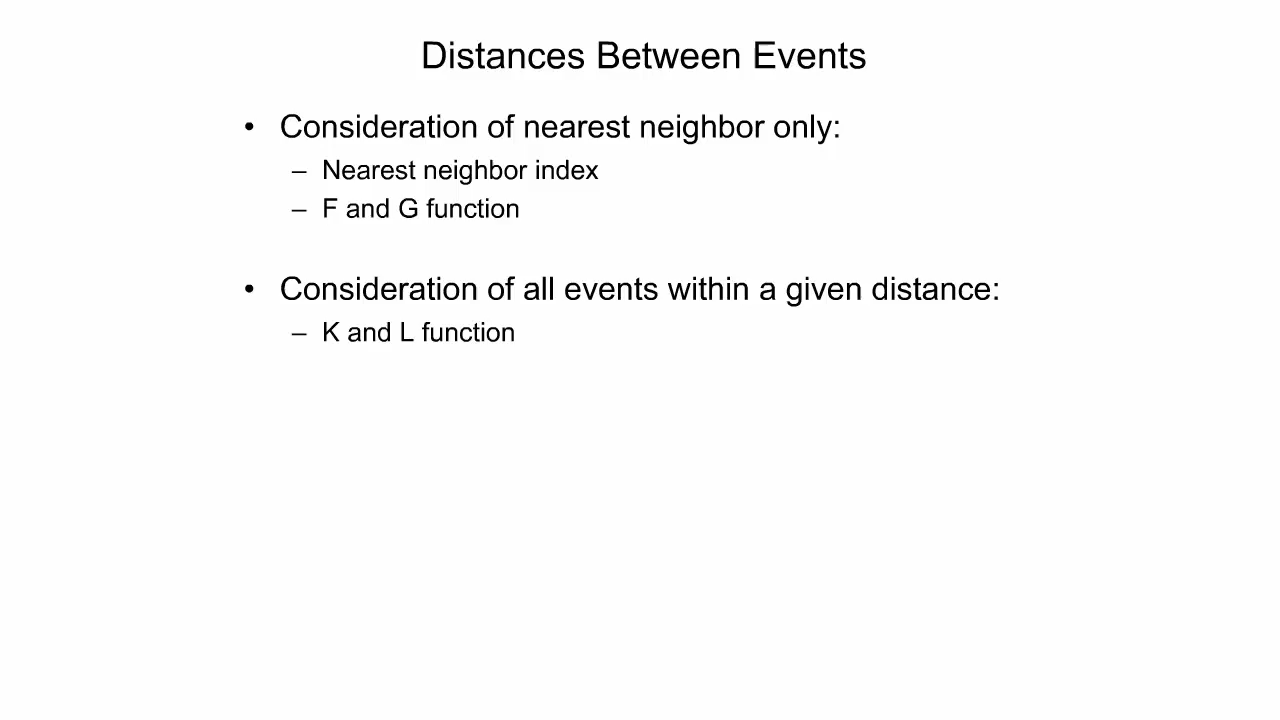 Distances Between Events
• Consideration of nearest neighbor only:
– Nearest neighbor index
– F and G function
• Consideration of all events within a given distance:
– K and L function